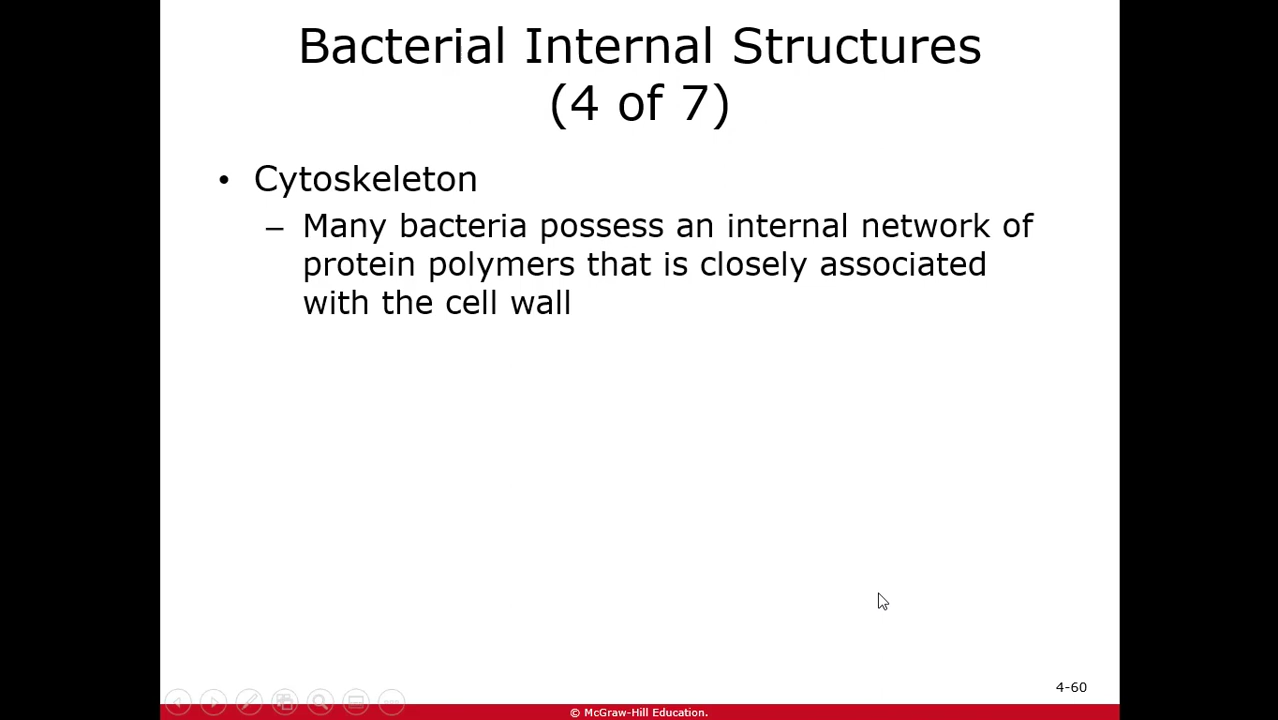 Bacterial Internal Structures
(4 of 7)
• Cytoskeleton
– Many bacteria possess an internal network of
protein polymers that is closely associated
with the cell wall
4-60
© McGraw-Hill Education.